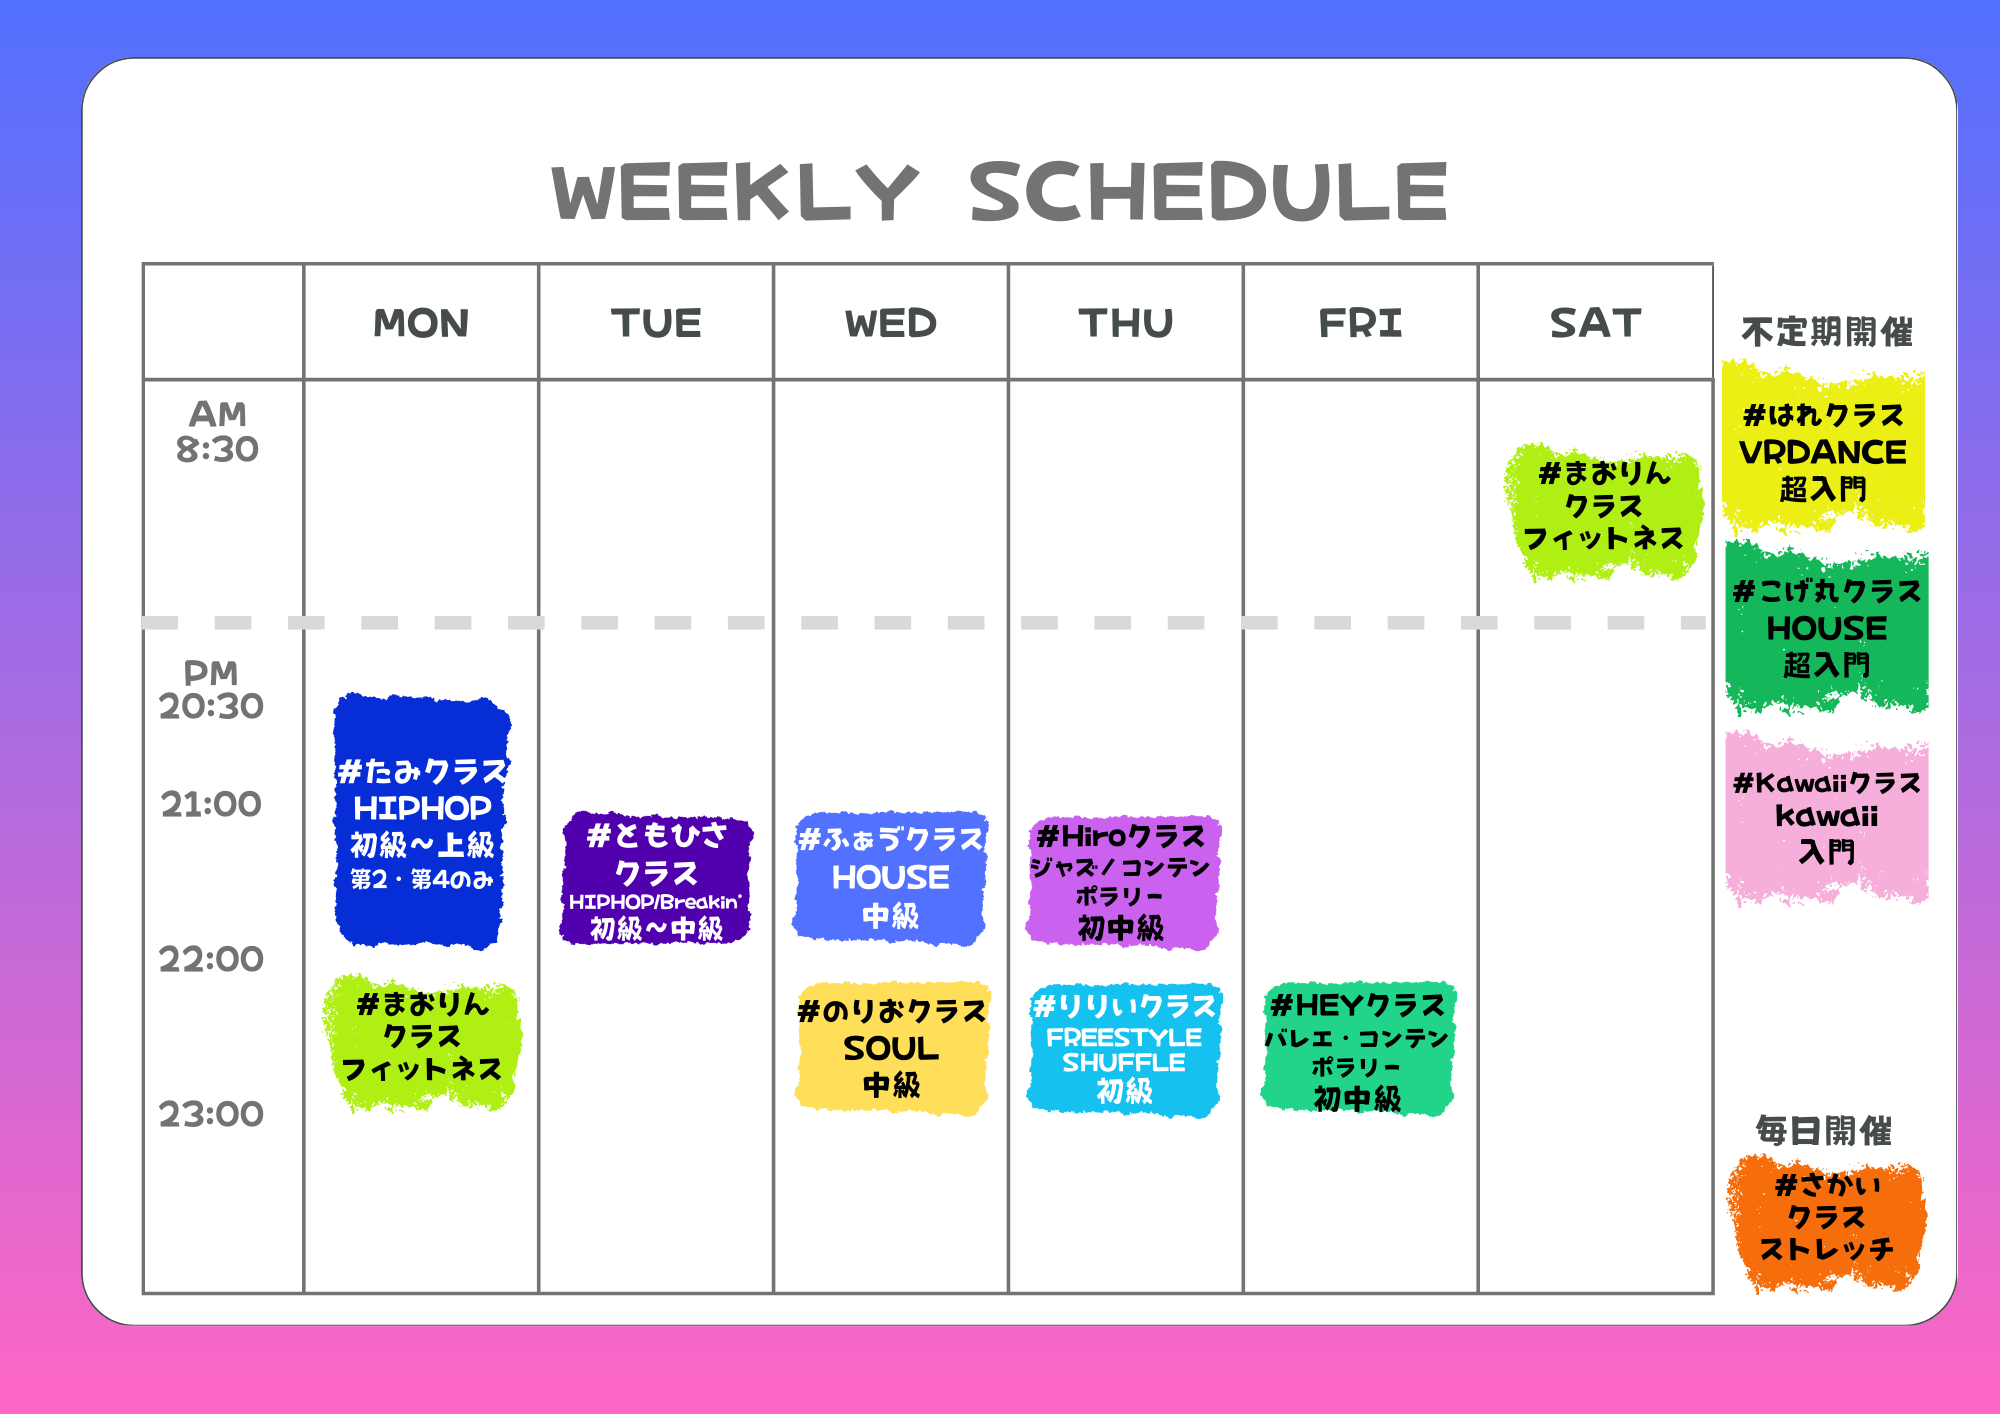 WEEKLY SCHEDULE
MON TUE WED THU FRI SAT
AM
8:30
#まおりん
クラス
フィットネス
PM
20:30
21:00
22:00
23:00
#たみクラス
HIPHOP
初級～上級
第2・第4のみ
#まおりん
クラス
フィットネス
#ともひさ
クラス
HIPHOP/Breakin'
初級～中級
#ふぁゔクラス
HOUSE
中級
#のりおクラス
SOUL
中級
#Hiroクラス
ジャズ/コンテン
ポラリー
初中級
#りりぃクラス
FREESTYLE
SHUFFLE
初級
#HEYクラス
バレエ・コンテン
ポラリー
初中級
不定期開催
#はれクラス
VRDANCE
超入門
#こげ丸クラス
HOUSE
超入門
#Kawaiiクラス
kawaii
入門
毎日開催
#さかい
クラス
ストレッチ